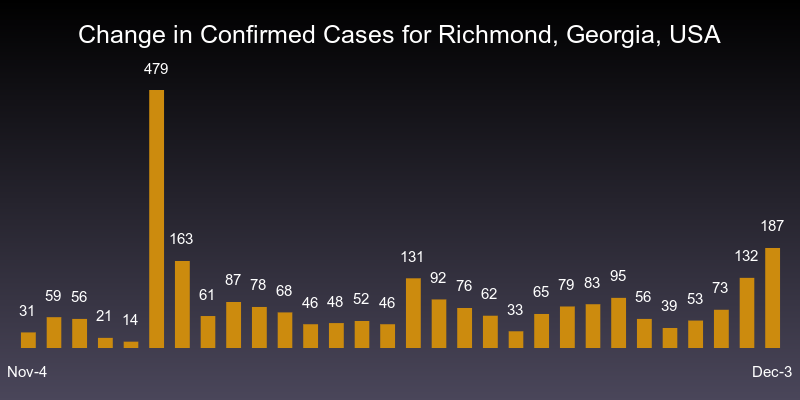 Change in Confirmed Cases for Richmond, Georgia, USA
31 59 56 21 14 479 163 61 87 78 68 46 48 52 46 131 92 76 62 33 65 79 83 95 56 39 53 73 132 187
Nov-4 Dec-3